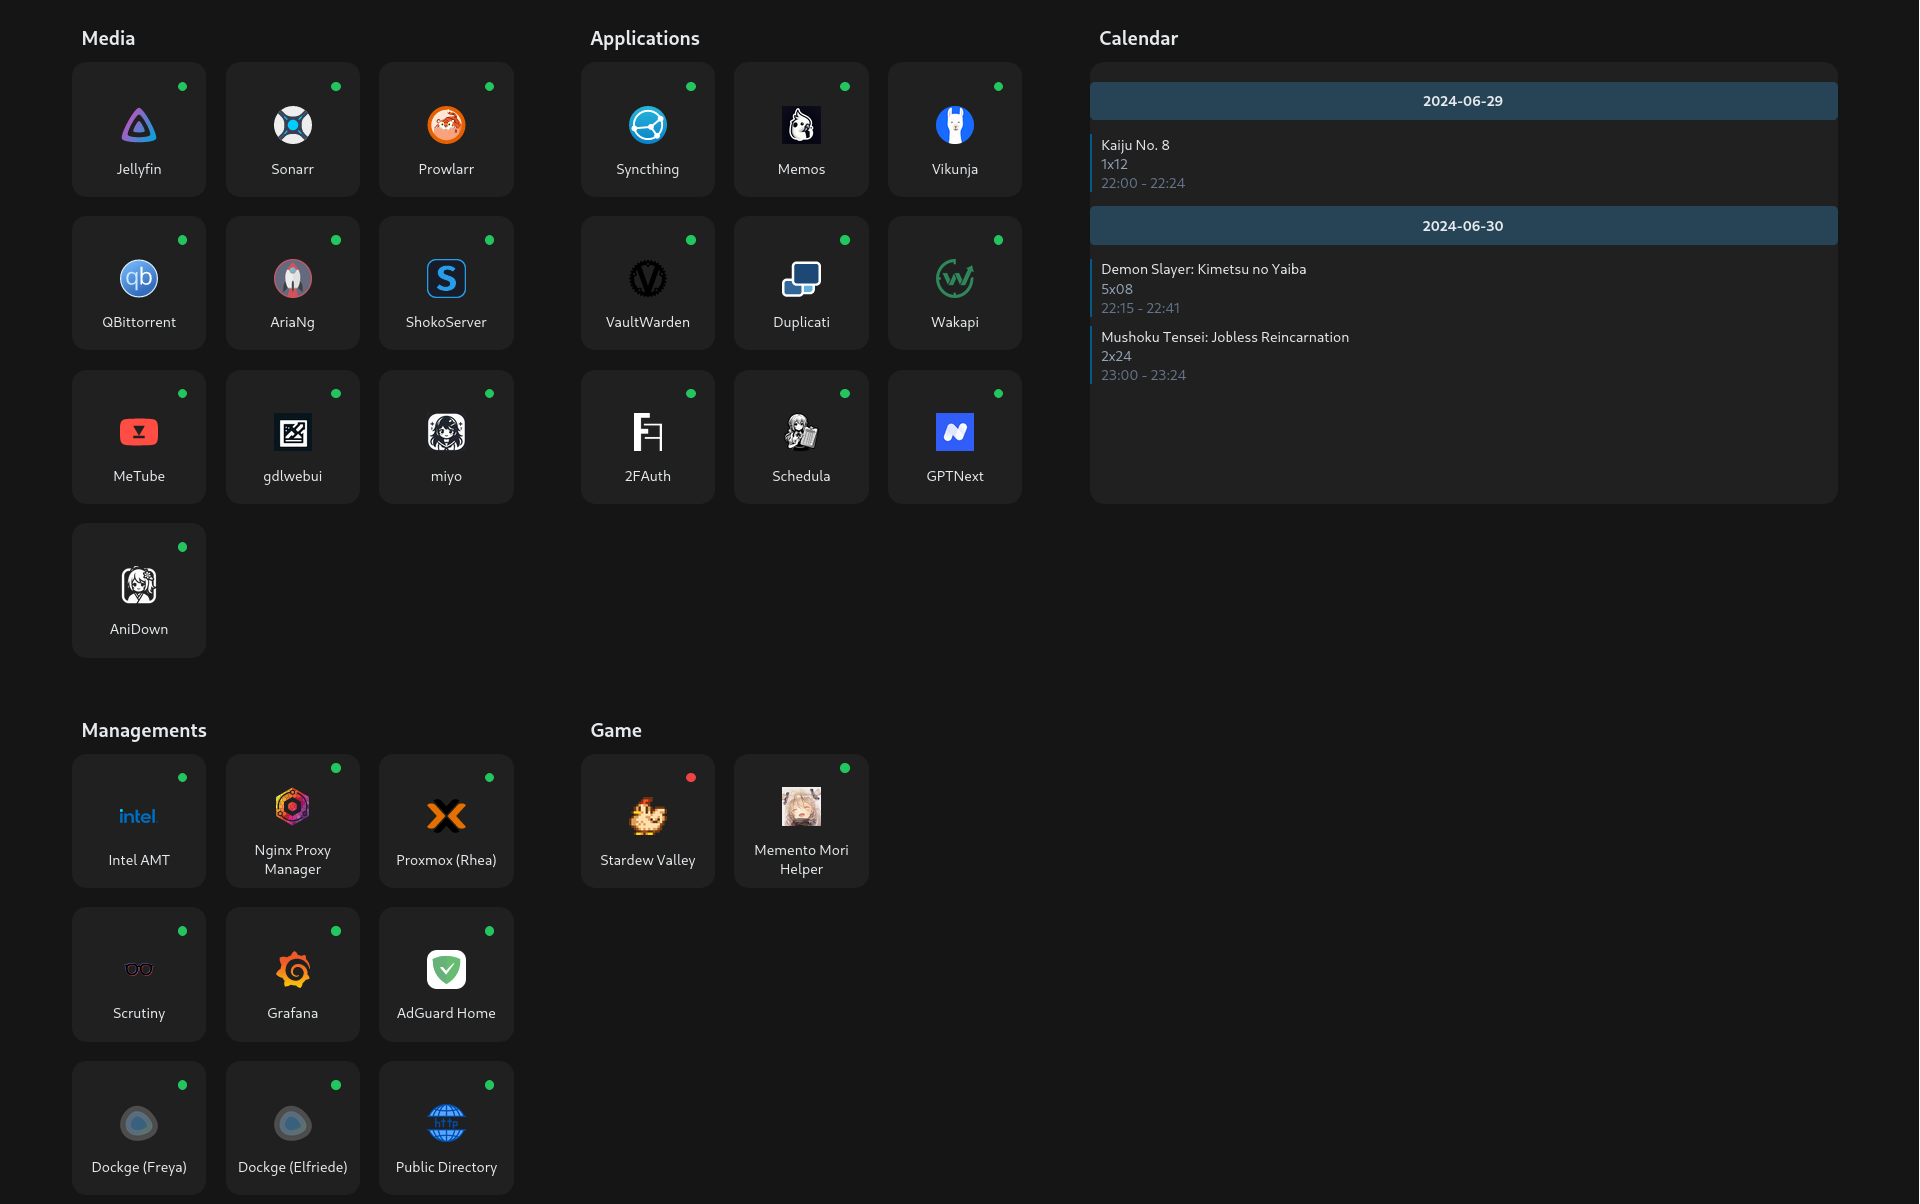 Media
Jellyfin
Sonarr
Prowlarr
qb
QBittorrent
AriaNg
S
ShokoServer
MeTube
gdlwebui
miyo
AniDown
Applications
Syncthing
Memos
Vikunja
V
VaultWarden
Duplicati
W
Wakapi
2FAuth
Schedula
N
GPTNext
Calendar
2024-06-29
Kaiju No. 8
1x12
22:00 - 22:24
2024-06-30
Demon Slayer: Kimetsu no Yaiba
5x08
22:15 - 22:41
Mushoku Tensei: Jobless Reincarnation
2x24
23:00 - 23:24
Managements
intel
Intel AMT
Nginx Proxy
Manager
Proxmox (Rhea)
Scrutiny
Grafana
AdGuard Home
Dockge (Freya)
Dockge (Elfriede)
http
Public Directory
Game
Stardew Valley
Memento Mori
Helper